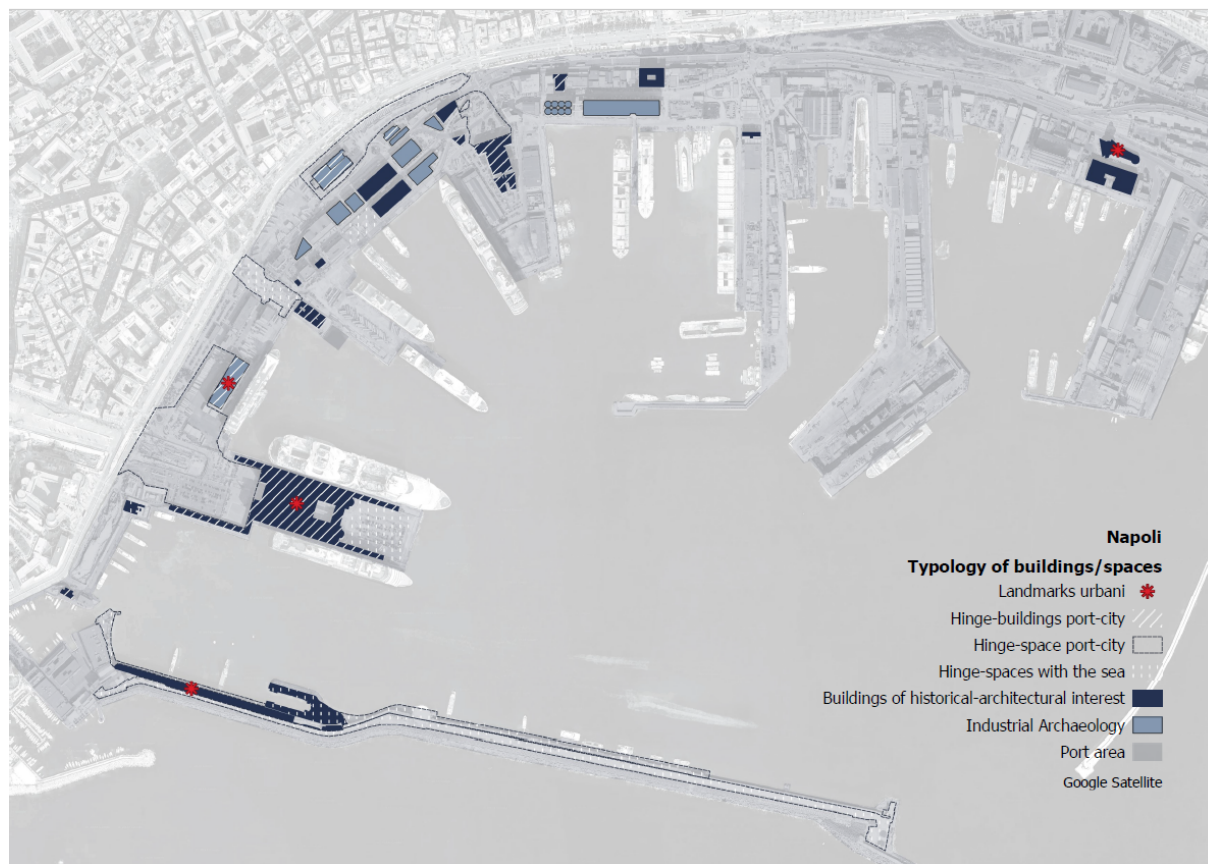 Napoli
Typology of buildings/spaces
Landmarks urbani
Hinge-buildings port-city
Hinge-space port-city
Hinge-spaces with the sea
Buildings of historical-architectural interest
Industrial Archaeology
Port area
Google Satellite